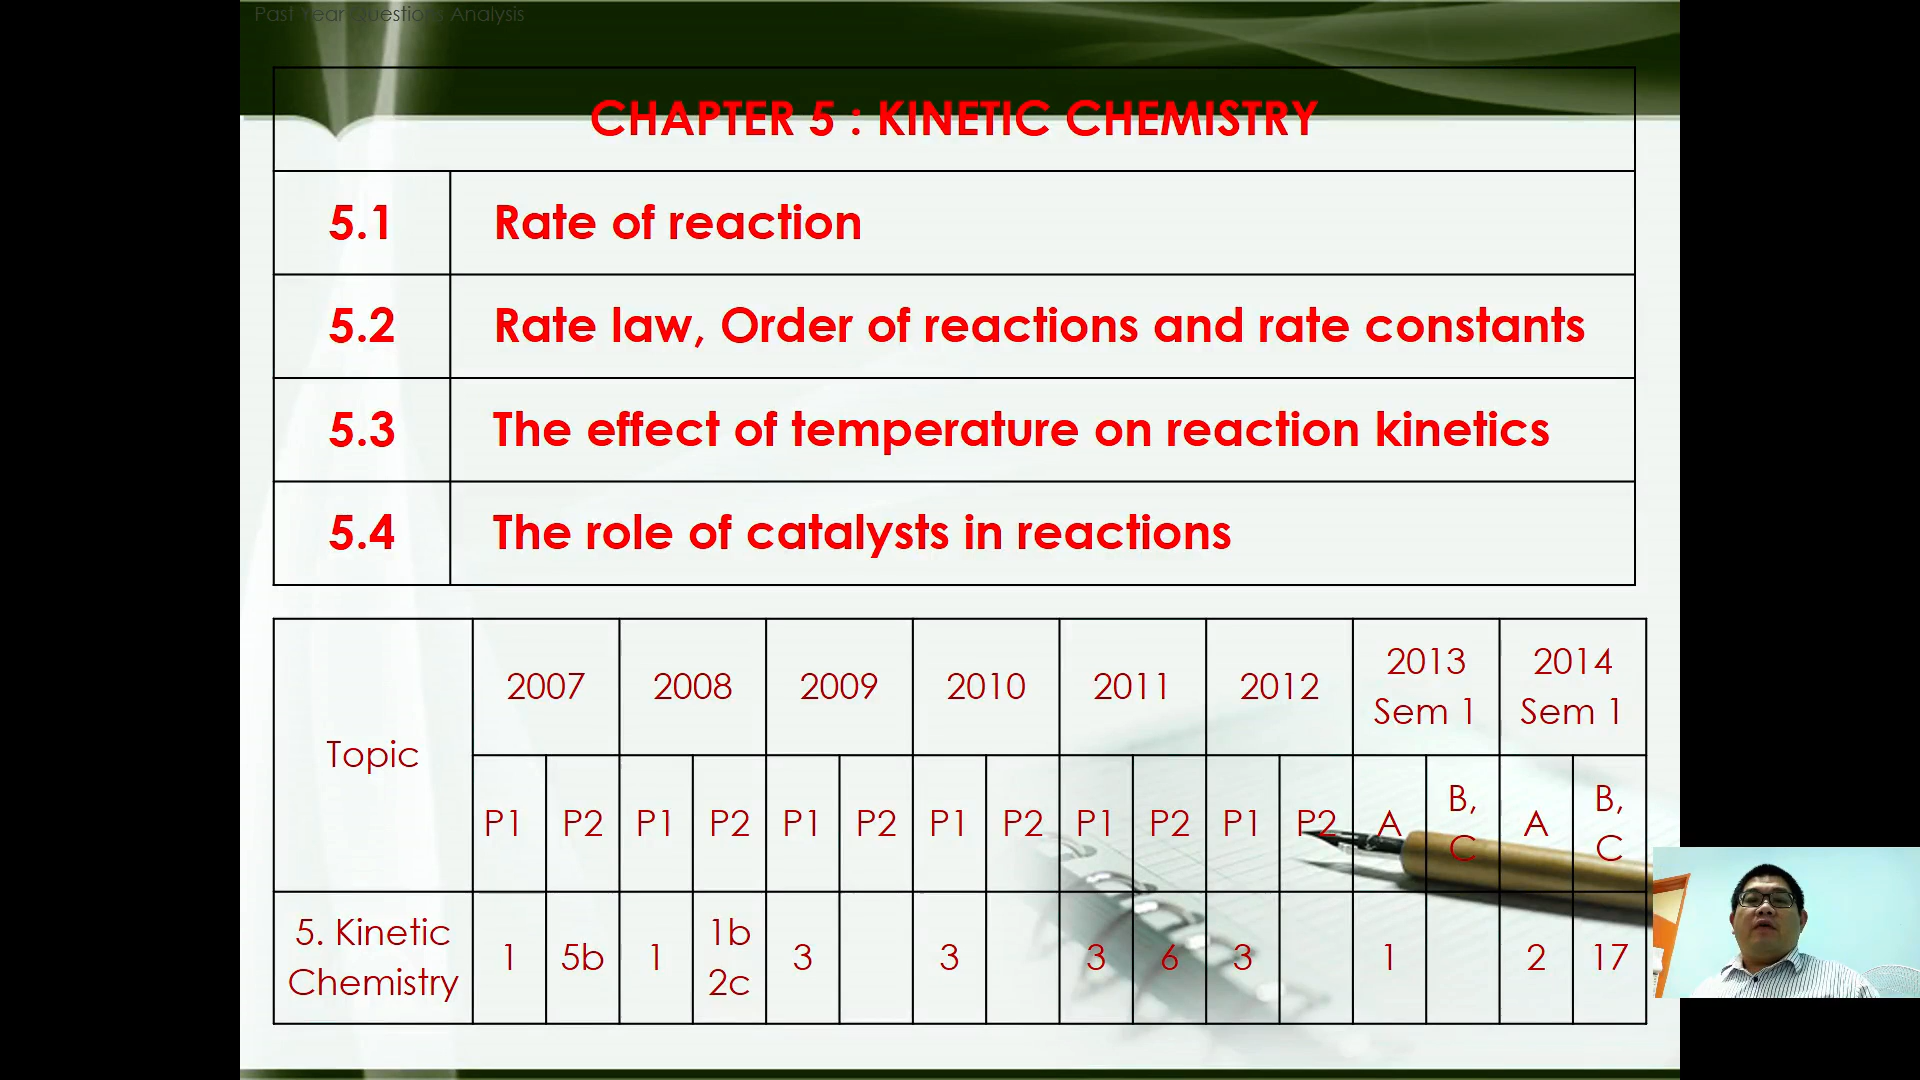 Past Year Questions Analysis
CHAPTER 5 : KINETIC CHEMISTRY
5.1 Rate of reaction
5.2 Rate law, Order of reactions and rate constants
5.3 The effect of temperature on reaction kinetics
5.4 The role of catalysts in reactions
Topic 2007 2008 2009 2010 2011 2012 2013 Sem 1 2014 Sem 1
P1 P2 P1 P2 P1 P2 P1 P2 P1 P2 P1 P2 A B, C A B, C
5. Kinetic Chemistry 1 5b 1 1b 2c 3 3 3 6 3 1 2 17